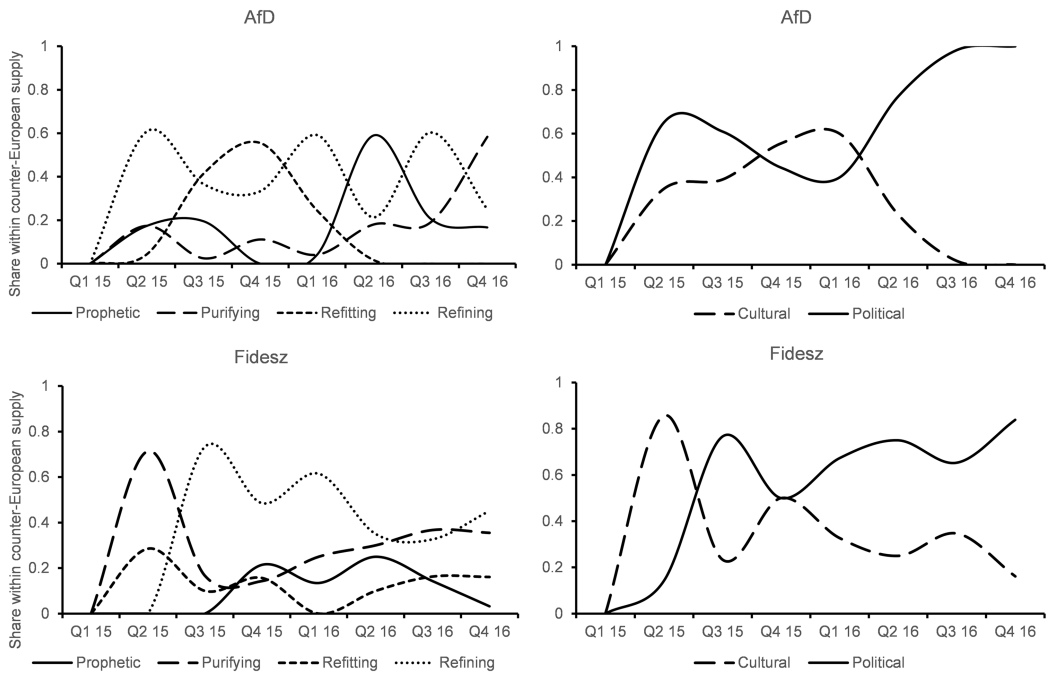 AfD
Share within counter-European supply
1
0.8
0.6
0.4
0.2
0
Q1 15 Q2 15 Q3 15 Q4 15 Q1 16 Q2 16 Q3 16 Q4 16
Prophetic Purifying Refitting Refining
AfD
1
0.8
0.6
0.4
0.2
0
Q1 15 Q2 15 Q3 15 Q4 15 Q1 16 Q2 16 Q3 16 Q4 16
Cultural Political
Fidesz
Share within counter-European supply
1
0.8
0.6
0.4
0.2
0
Q1 15 Q2 15 Q3 15 Q4 15 Q1 16 Q2 16 Q3 16 Q4 16
Prophetic Purifying Refitting Refining
Fidesz
1
0.8
0.6
0.4
0.2
0
Q1 15 Q2 15 Q3 15 Q4 15 Q1 16 Q2 16 Q3 16 Q4 16
Cultural Political